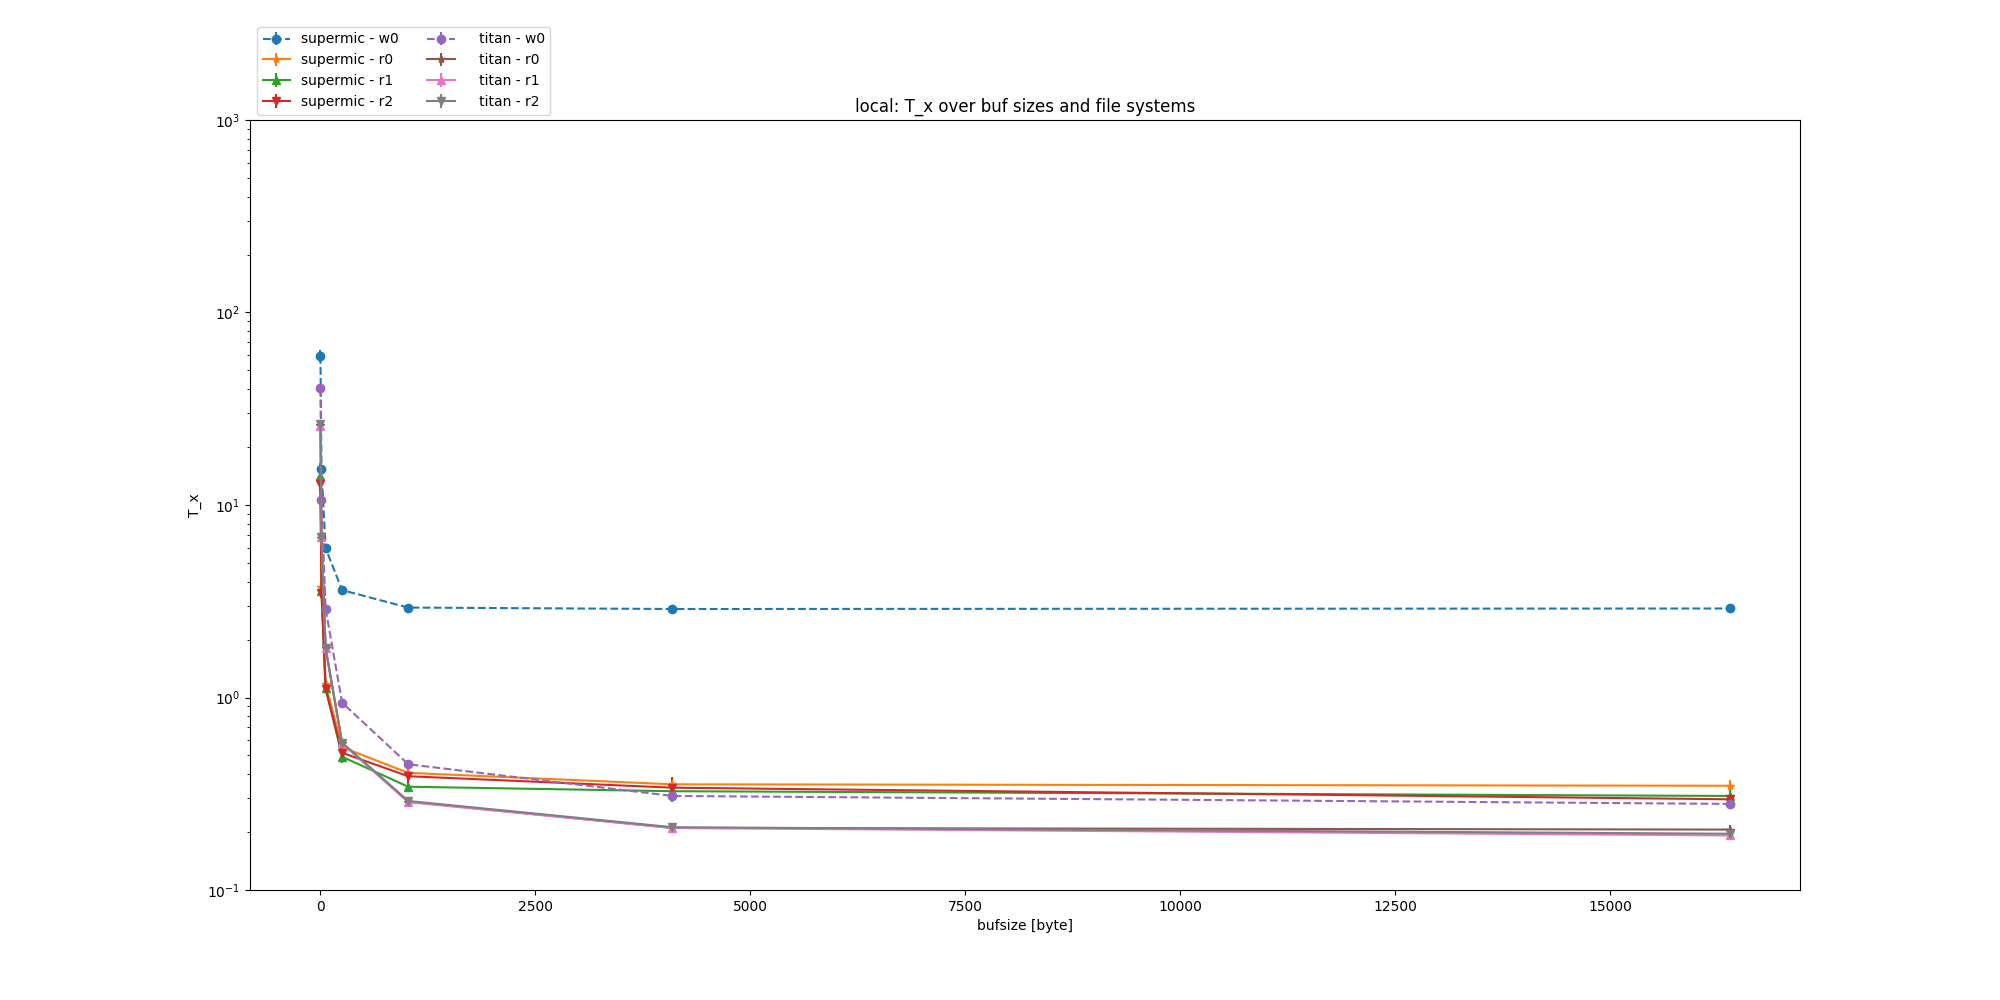 supermic - w0
supermic - r0
supermic - r1
supermic - r2
titan - w0
titan - r0
titan - r1
titan - r2
local: T_x over buf sizes and file systems
10³
10²
10¹
10⁰
10⁻¹
T_x
0 2500 5000 7500 10000 12500 15000
bufsize [byte]